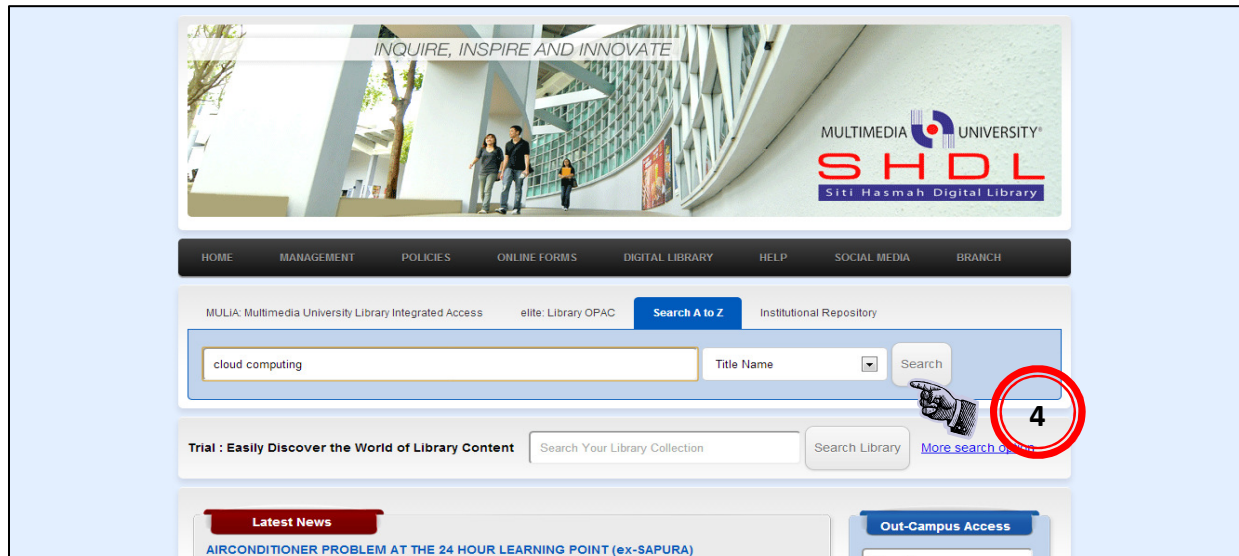 INQUIRE, INSPIRE AND INNOVATE
MULTIMEDIA UNIVERSITY
SHDL
Siti Hasmah Digital Library
HOME MANAGEMENT POLICIES ONLINE FORMS DIGITAL LIBRARY HELP SOCIAL MEDIA BRANCH
MULiA: Multimedia University Library Integrated Access elite: Library OPAC Search A to Z Institutional Repository
cloud computing Title Name Search
4
Trial : Easily Discover the World of Library Content Search Your Library Collection Search Library More search option
Latest News Out-Campus Access
AIRCONDITIONER PROBLEM AT THE 24 HOUR LEARNING POINT (ex-SAPURA)